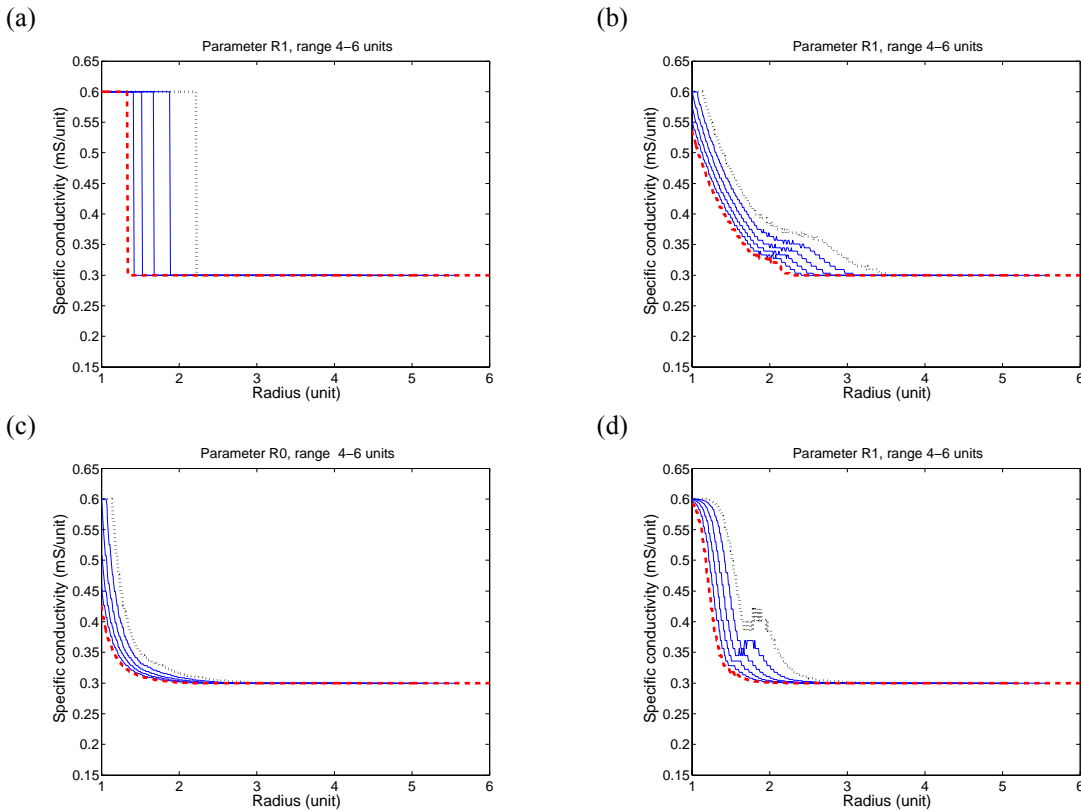 (a)
Parameter R1, range 4−6 units
0.65
0.6
0.55
0.5
0.45
0.4
0.35
0.3
0.25
0.2
0.15
Specific conductivity (mS/unit)
1 2 3 4 5 6
Radius (unit)
(b)
Parameter R1, range 4−6 units
0.65
0.6
0.55
0.5
0.45
0.4
0.35
0.3
0.25
0.2
0.15
Specific conductivity (mS/unit)
1 2 3 4 5 6
Radius (unit)
(c)
Parameter R0, range 4−6 units
0.65
0.6
0.55
0.5
0.45
0.4
0.35
0.3
0.25
0.2
0.15
Specific conductivity (mS/unit)
1 2 3 4 5 6
Radius (unit)
(d)
Parameter R1, range 4−6 units
0.65
0.6
0.55
0.5
0.45
0.4
0.35
0.3
0.25
0.2
0.15
Specific conductivity (mS/unit)
1 2 3 4 5 6
Radius (unit)